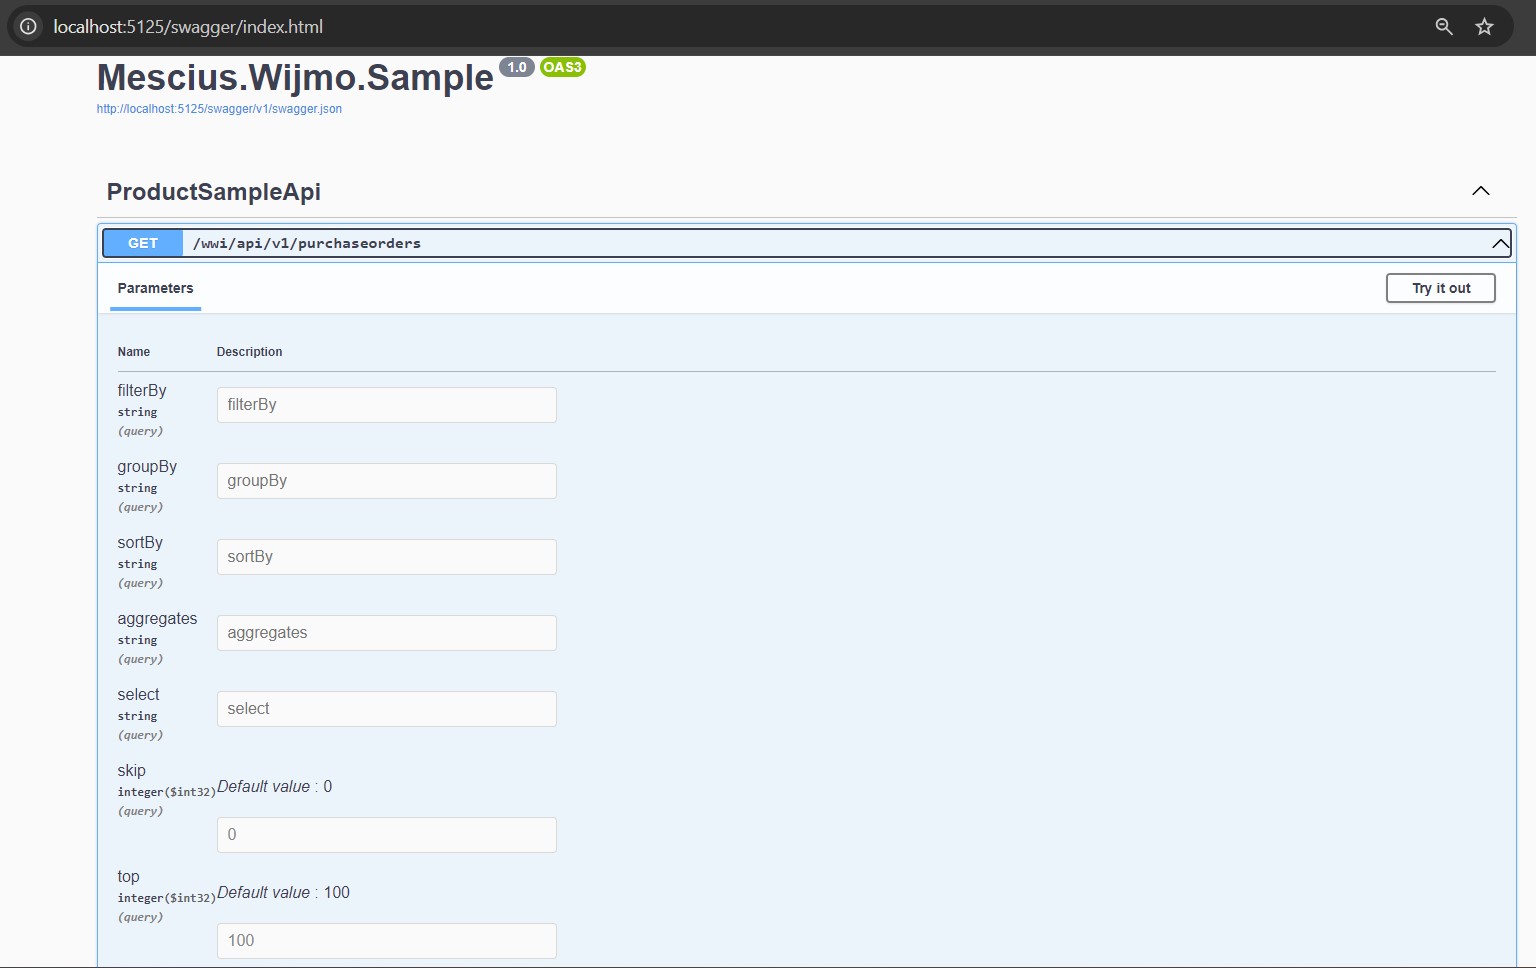 localhost:5125/swagger/index.html
Mescius.Wijmo.Sample 1.0 OAS3
http://localhost:5125/swagger/v1/swagger.json
ProductSampleApi
GET /wwi/api/v1/purchaseorders
Parameters Try it out
Name Description
filterBy
string
(query)
filterBy
groupBy
string
(query)
groupBy
sortBy
string
(query)
sortBy
aggregates
string
(query)
aggregates
select
string
(query)
select
skip
integer($int32)
(query)
Default value : 0
0
top
integer($int32)
(query)
Default value : 100
100